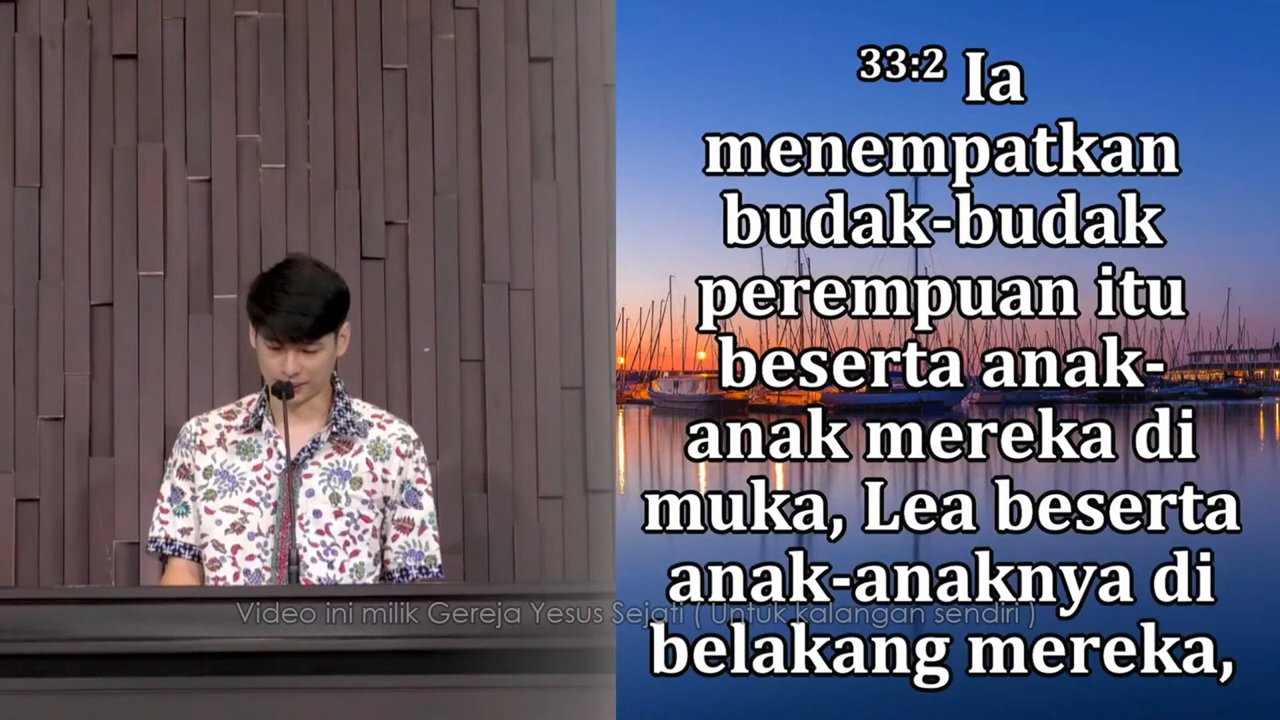 33:2 Ia
menempatkan
budak-budak
perempuan itu
beserta anak-
anak mereka di
muka, Lea beserta
anak-anaknya di
belakang mereka,
Video ini milik Gereja Yesus Sejati ( Untuk kalangan sendiri )